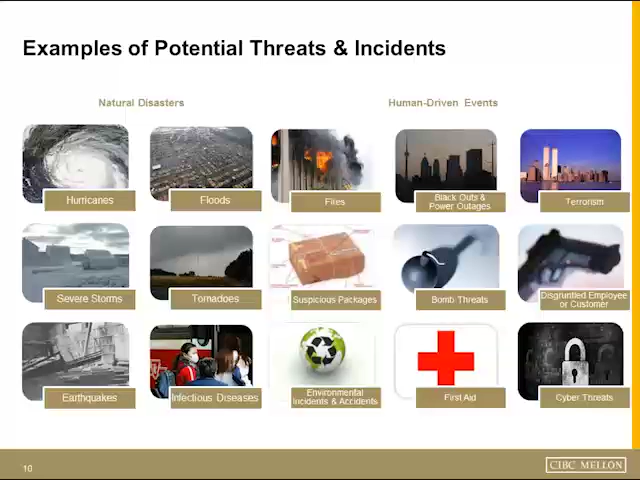 Examples of Potential Threats & Incidents
Natural Disasters
Human-Driven Events
Hurricanes
Floods
Fires
Black Outs &
Power Outages
Terrorism
Severe Storms
Tornadoes
Suspicious Packages
Bomb Threats
Disgruntled Employee
or Customer
Earthquakes
Infectious Diseases
Environmental
Incidents & Accidents
First Aid
Cyber Threats
10
CIBC MELLON